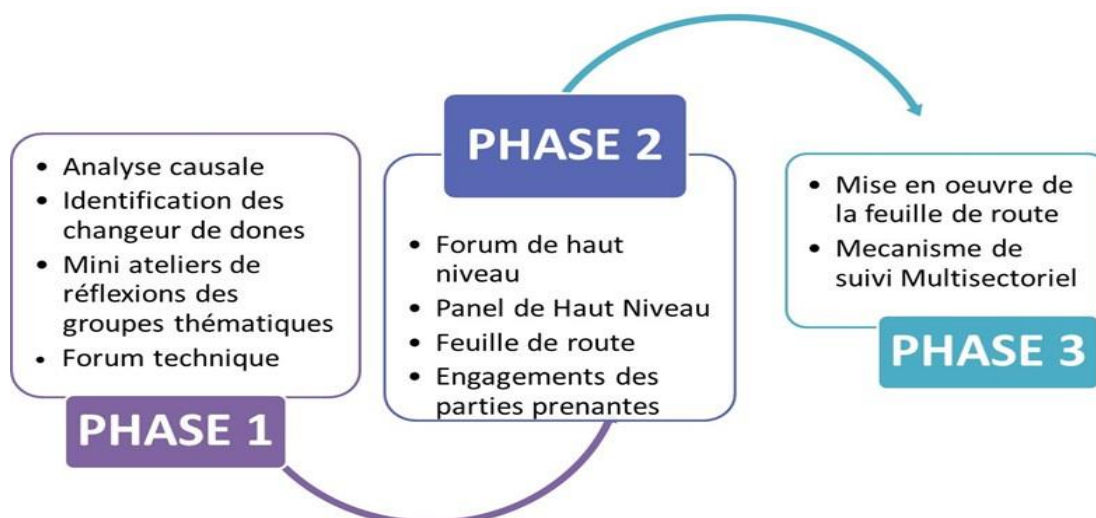 • Analyse causale
• Identification des
changeur de dones
• Mini ateliers de
réflexions des
groupes thématiques
• Forum technique
PHASE 1
PHASE 2
• Forum de haut
niveau
• Panel de Haut Niveau
• Feuille de route
• Engagements des
parties prenantes
• Mise en oeuvre de
la feuille de route
• Mecanisme de
suivi Multisectoriel
PHASE 3